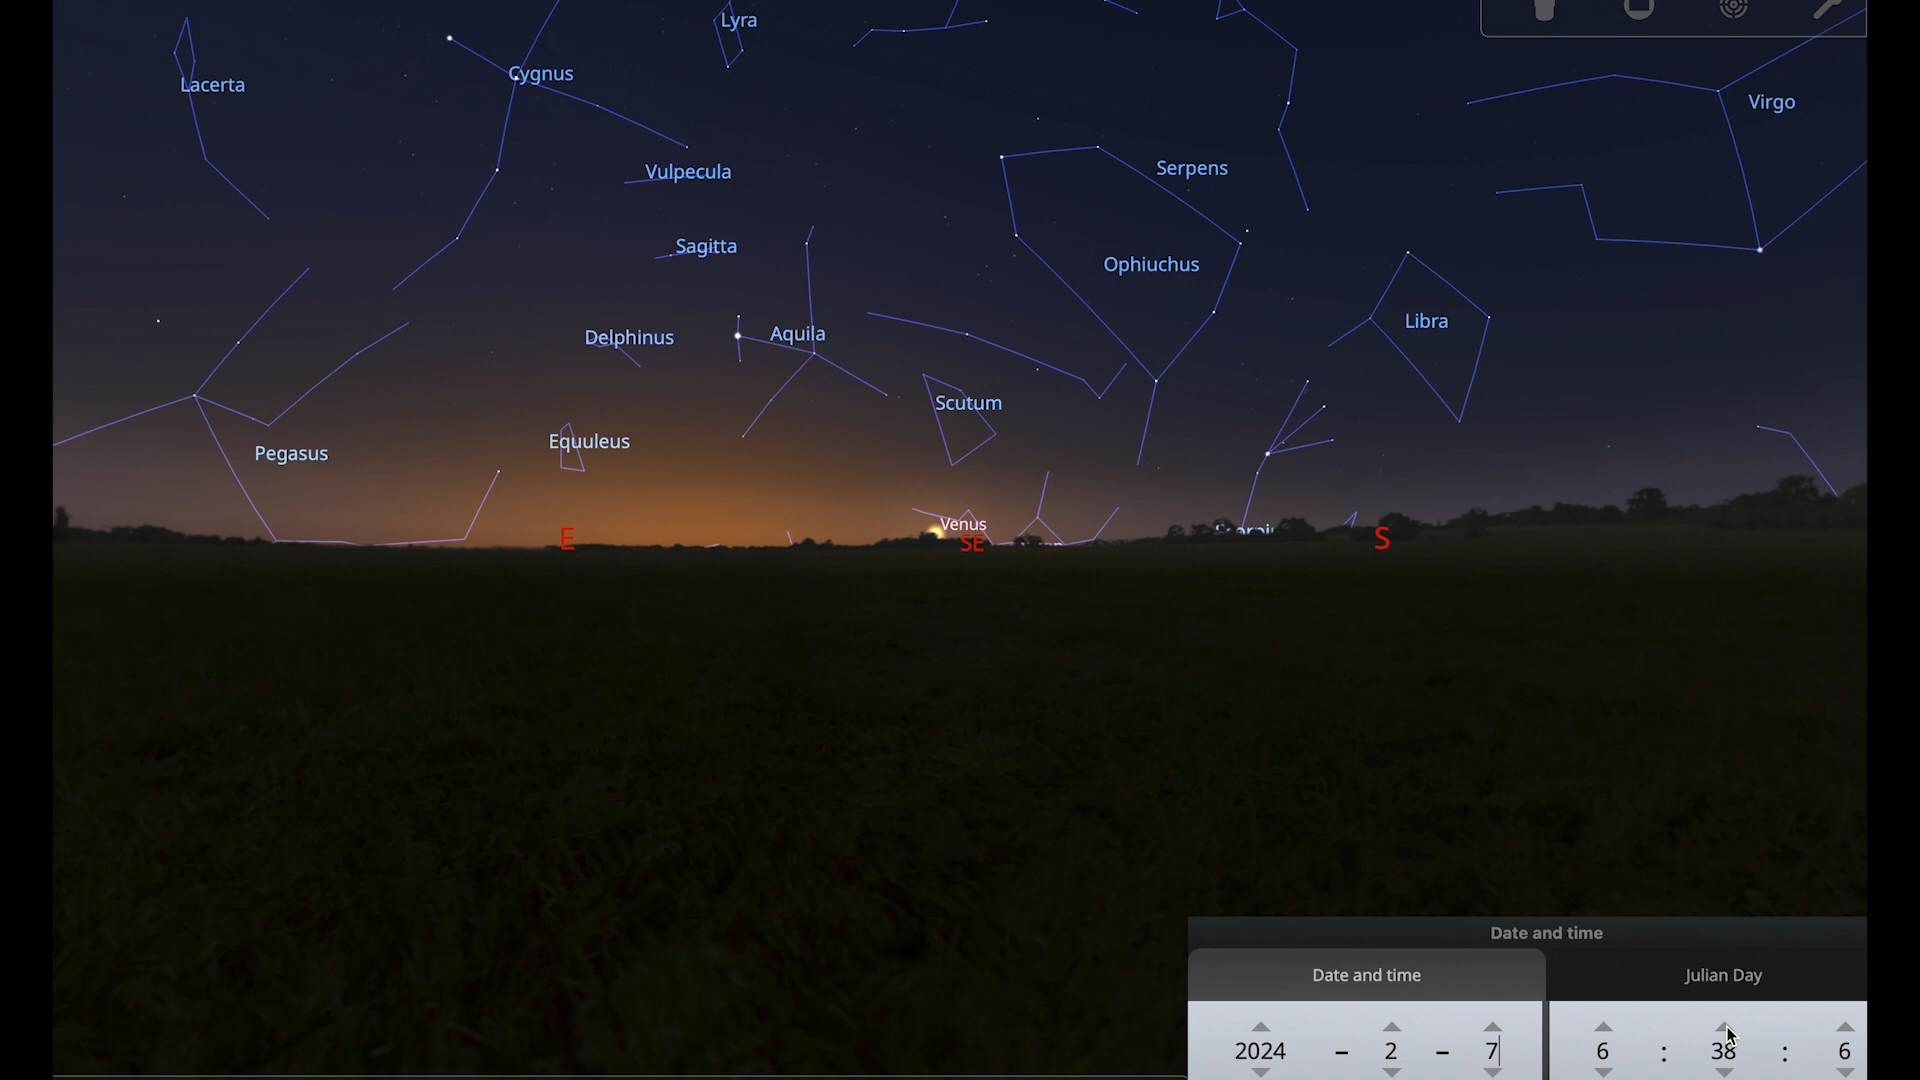 Lyra
Cygnus
Lacerta
Virgo
Serpens
Vulpecula
Sagitta
Ophiuchus
Libra
Aquila
Delphinus
Scutum
Equuleus
Pegasus
Venus
E
SE
S
Date and time
Date and time
Julian Day
2024 – 2 – 7
6 : 38 : 6